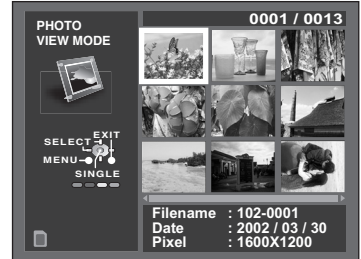 PHOTO
VIEW MODE
0001 / 0013
EXIT
SELECT
MENU
SINGLE
Filename : 102-0001
Date : 2002 / 03 / 30
Pixel : 1600X1200